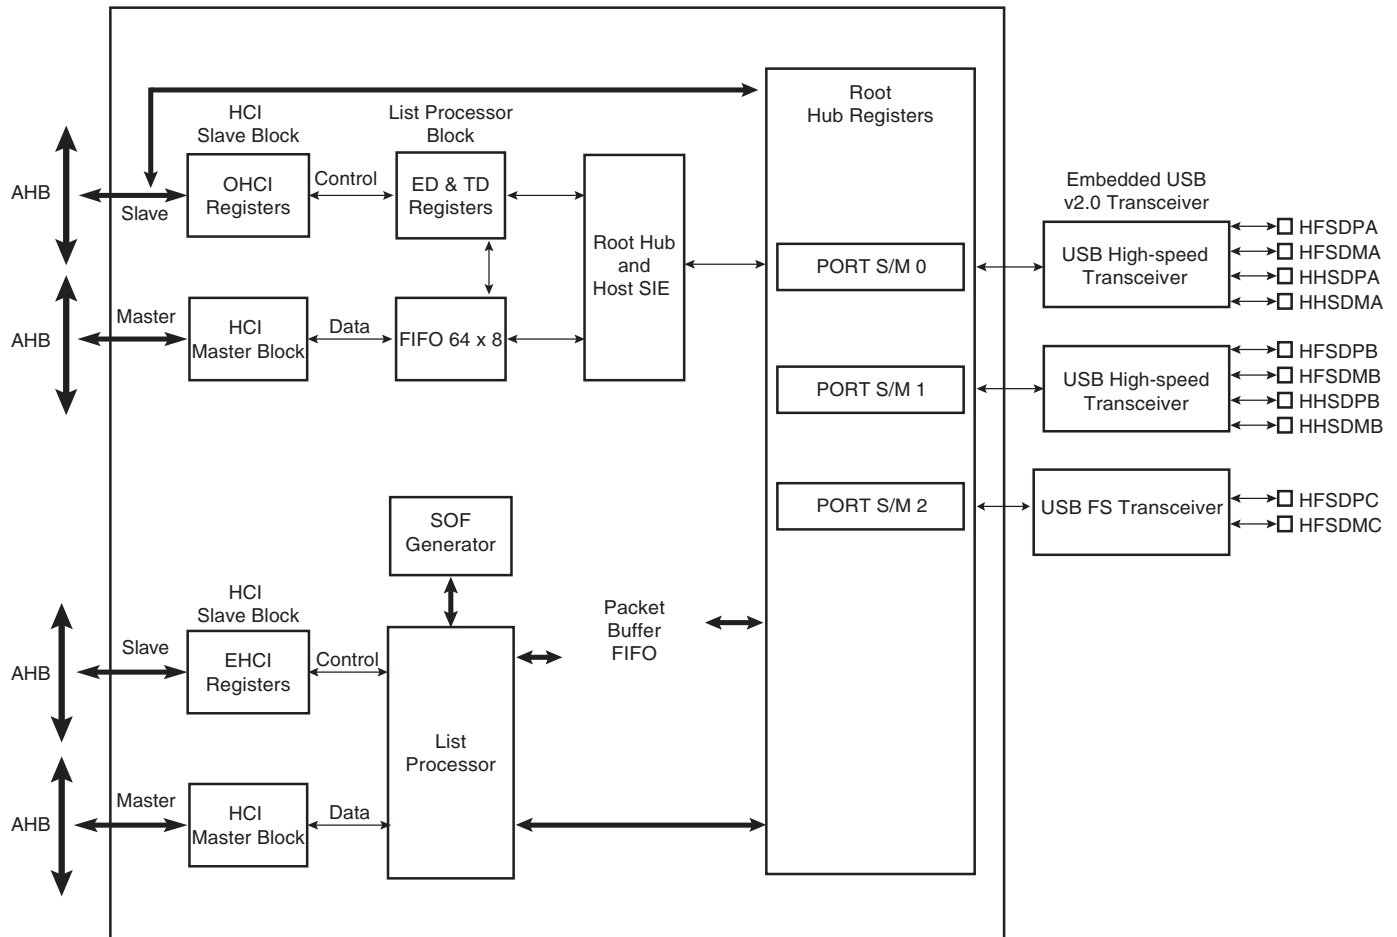 HCI
Slave Block
List Processor
Block
Root
Hub Registers
AHB
Slave
OHCI
Registers
Control
ED & TD
Registers
Root Hub
and
Host SIE
Embedded USB
v2.0 Transceiver
PORT S/M 0
USB High-speed
Transceiver
HFSDPA
HFSDMA
HHSDPA
HHSDMA
AHB
Master
HCI
Master Block
Data
FIFO 64 x 8
PORT S/M 1
USB High-speed
Transceiver
HFSDPB
HFSDMB
HHSDPB
HHSDMB
PORT S/M 2
USB FS Transceiver
HFSDPC
HFSDMC
SOF
Generator
HCI
Slave Block
Packet
Buffer
FIFO
AHB
Slave
EHCI
Registers
Control
List
Processor
AHB
Master
HCI
Master Block
Data